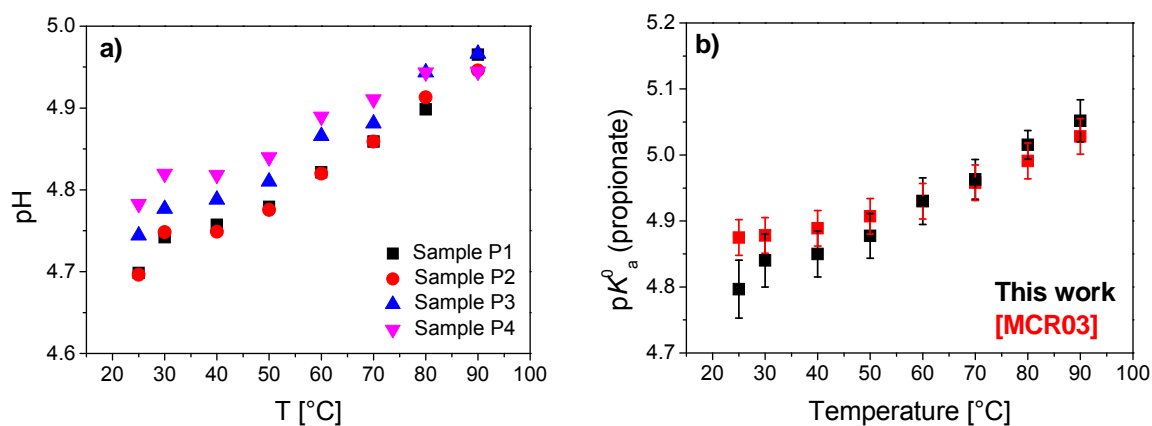 a)
5.0
4.9
4.8
4.7
4.6
pH
20 30 40 50 60 70 80 90 100
T [°C]
Sample P1
Sample P2
Sample P3
Sample P4
b)
5.2
5.1
5.0
4.9
4.8
4.7
pK⁰ₐ (propionate)
20 30 40 50 60 70 80 90 100
Temperature [°C]
This work
[MCR03]